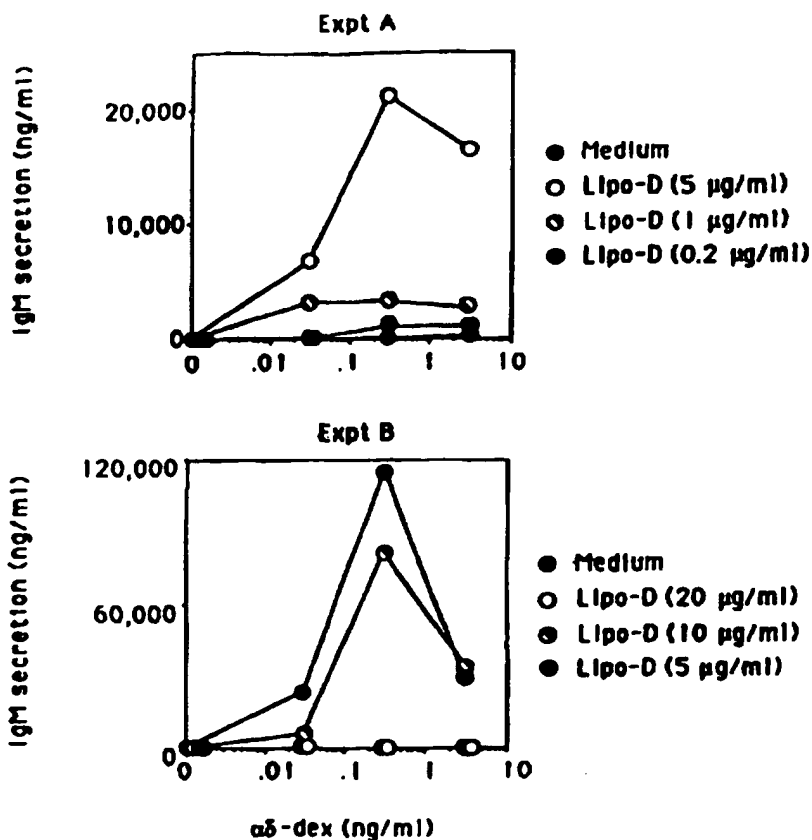 Expt A
IgM secretion (ng/ml)
20,000
10,000
0
0 .01 .1 1 10
Medium
Lipo-D (5 µg/ml)
Lipo-D (1 µg/ml)
Lipo-D (0.2 µg/ml)
Expt B
IgM secretion (ng/ml)
120,000
60,000
0
0 .01 .1 1 10
Medium
Lipo-D (20 µg/ml)
Lipo-D (10 µg/ml)
Lipo-D (5 µg/ml)
αδ-dex (ng/ml)